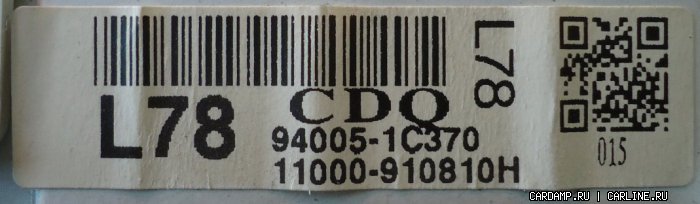 L78
CDQ
94005-1C370
11000-910810H
L78
015
CARDAMP.RU | CARLINE.RU